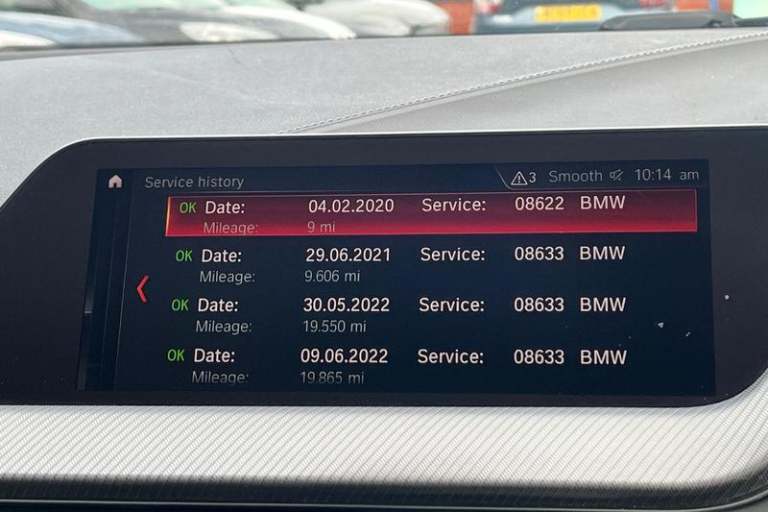 Service history 3 Smooth 10:14 am
OK Date: 04.02.2020 Service: 08622 BMW
Mileage: 9 mi
OK Date: 29.06.2021 Service: 08633 BMW
Mileage: 9.606 mi
OK Date: 30.05.2022 Service: 08633 BMW
Mileage: 19.550 mi
OK Date: 09.06.2022 Service: 08633 BMW
Mileage: 19.865 mi